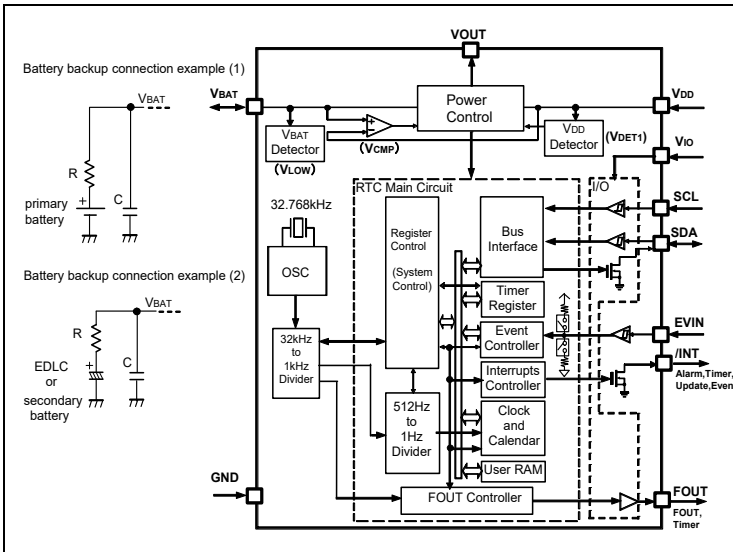 VOUT
Battery backup connection example (1)
VBAT
R
+
primary
battery
C
Battery backup connection example (2)
VBAT
R
+
EDLC
or
secondary
battery
C
VBAT
VDD
VIO
SCL
SDA
EVIN
/INT
Alarm,Timer,
Update,Even
FOUT
FOUT,
Timer
GND
Power
Control
VBAT
Detector
(VLOW)
+
−
(VCMP)
VDD
Detector
(VDET1)
I/O
32.768kHz
OSC
32kHz
to
1kHz
Divider
RTC Main Circuit
Register
Control
(System
Control)
512Hz
to
1Hz
Divider
Bus
Interface
Timer
Register
Event
Controller
Interrupts
Controller
Clock
and
Calendar
User RAM
FOUT Controller